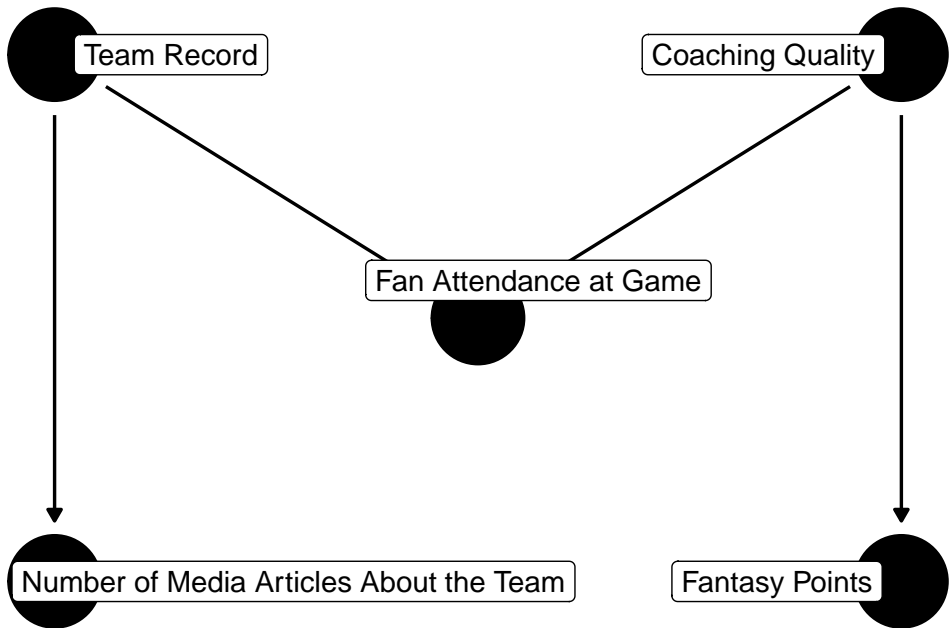 Team Record
Coaching Quality
Fan Attendance at Game
Number of Media Articles About the Team
Fantasy Points